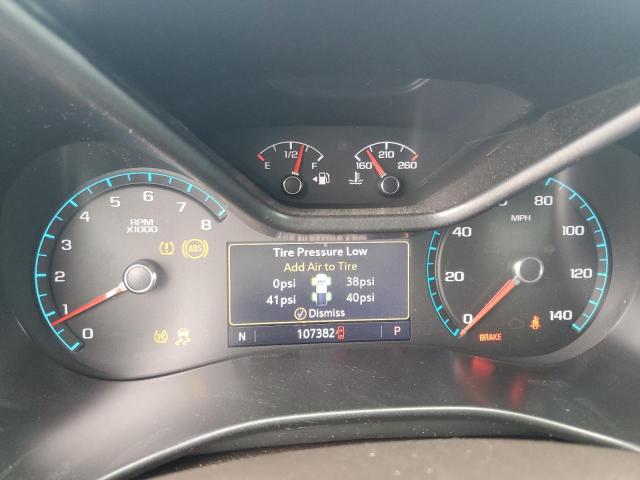 1/2
E F
210
160 260
4 5 6 7 8
3
2
1
0
RPM
X1000
ABS
Tire Pressure Low
Add Air to Tire
0psi 38psi
41psi 40psi
Dismiss
N 107382 P
80
MPH
40 100
0 120
140
BRAKE